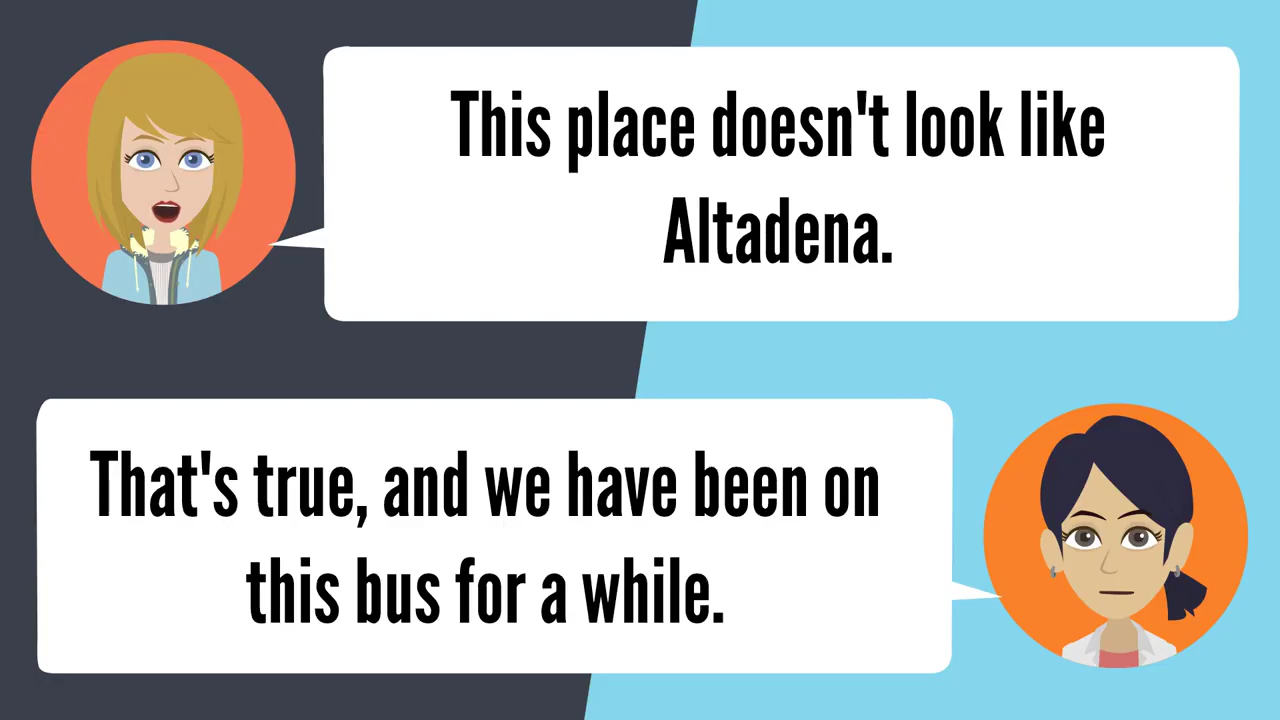 This place doesn't look like
Altadena.
That's true, and we have been on
this bus for a while.